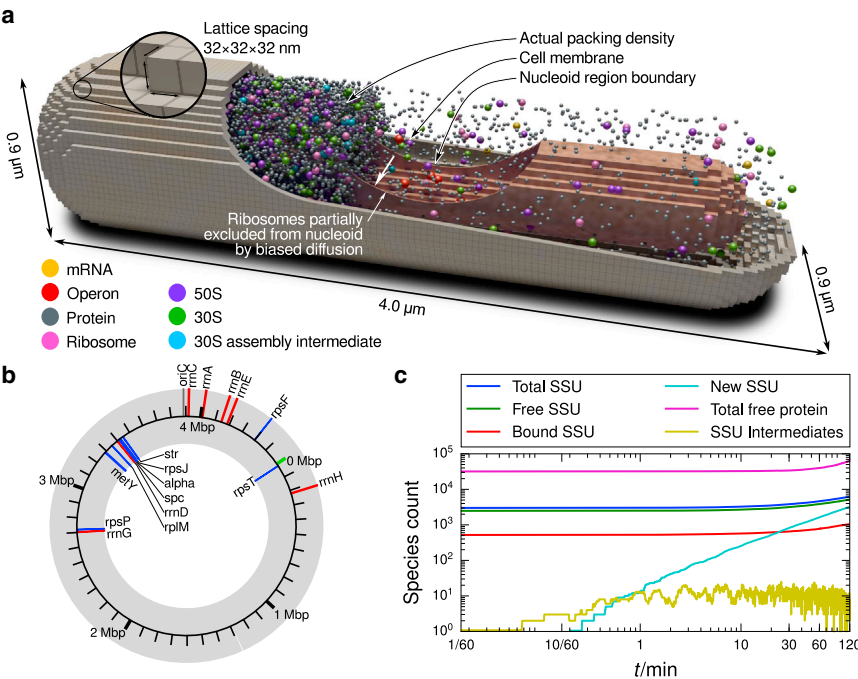 a
Lattice spacing
32×32×32 nm
Actual packing density
Cell membrane
Nucleoid region boundary
0.9 μm
Ribosomes partially
excluded from nucleoid
by biased diffusion
4.0 μm
0.9 μm
mRNA
Operon
Protein
Ribosome
50S
30S
30S assembly intermediate
b
oriC
rrnC
rrnA
rrnB
rrnE
rpsF
4 Mbp
0 Mbp
rpsT
rrnH
str
rpsJ
alpha
spc
rrnD
rplM
metY
3 Mbp
rpsP
rrnG
2 Mbp
1 Mbp
c
Total SSU
Free SSU
Bound SSU
New SSU
Total free protein
SSU Intermediates
Species count
10⁵
10⁴
10³
10²
10¹
10⁰
1/60 10/60 1 10 30 60 120
t/min